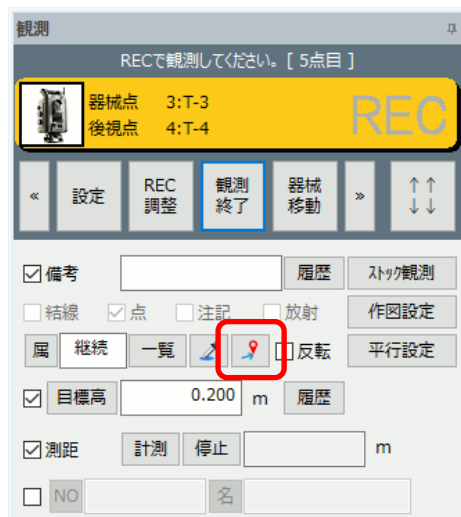 観測
RECで観測してください。[ 5点目 ]
器械点 3:T-3
後視点 4:T-4
REC
« 設定 REC調整 観測終了 器械移動 » ↑↑↓↓
備考 履歴 ストック観測
結線 点 注記 放射 作図設定
属 継続 一覧 反転 平行設定
目標高 0.200 m 履歴
測距 計測 停止 m
NO 名